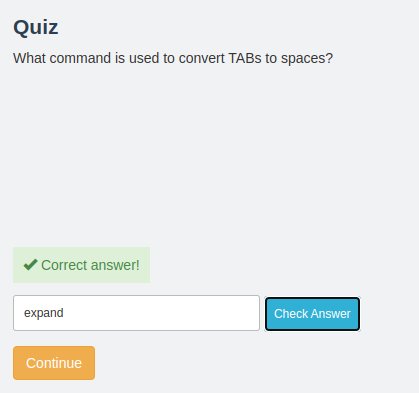 Quiz
What command is used to convert TABs to spaces?
✔ Correct answer!
expand
Check Answer
Continue